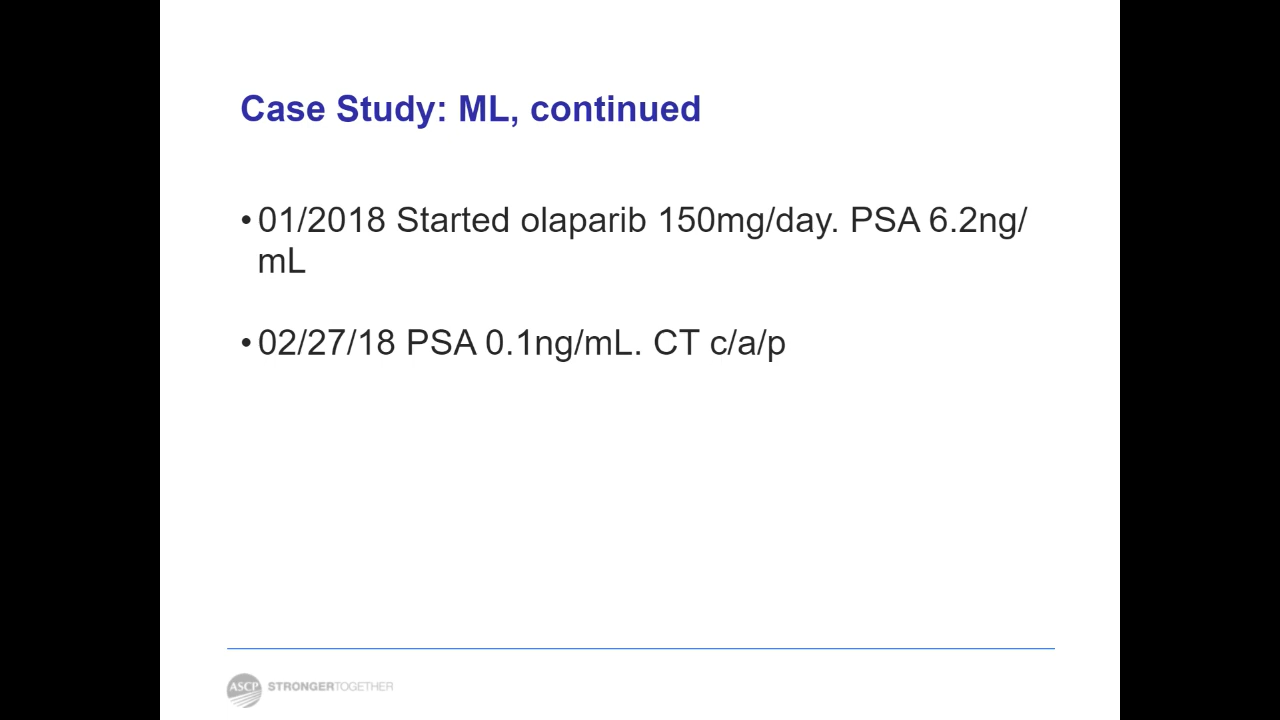 Case Study: ML, continued
•01/2018 Started olaparib 150mg/day. PSA 6.2ng/
mL
•02/27/18 PSA 0.1ng/mL. CT c/a/p
ASCP STRONGERTOGETHER